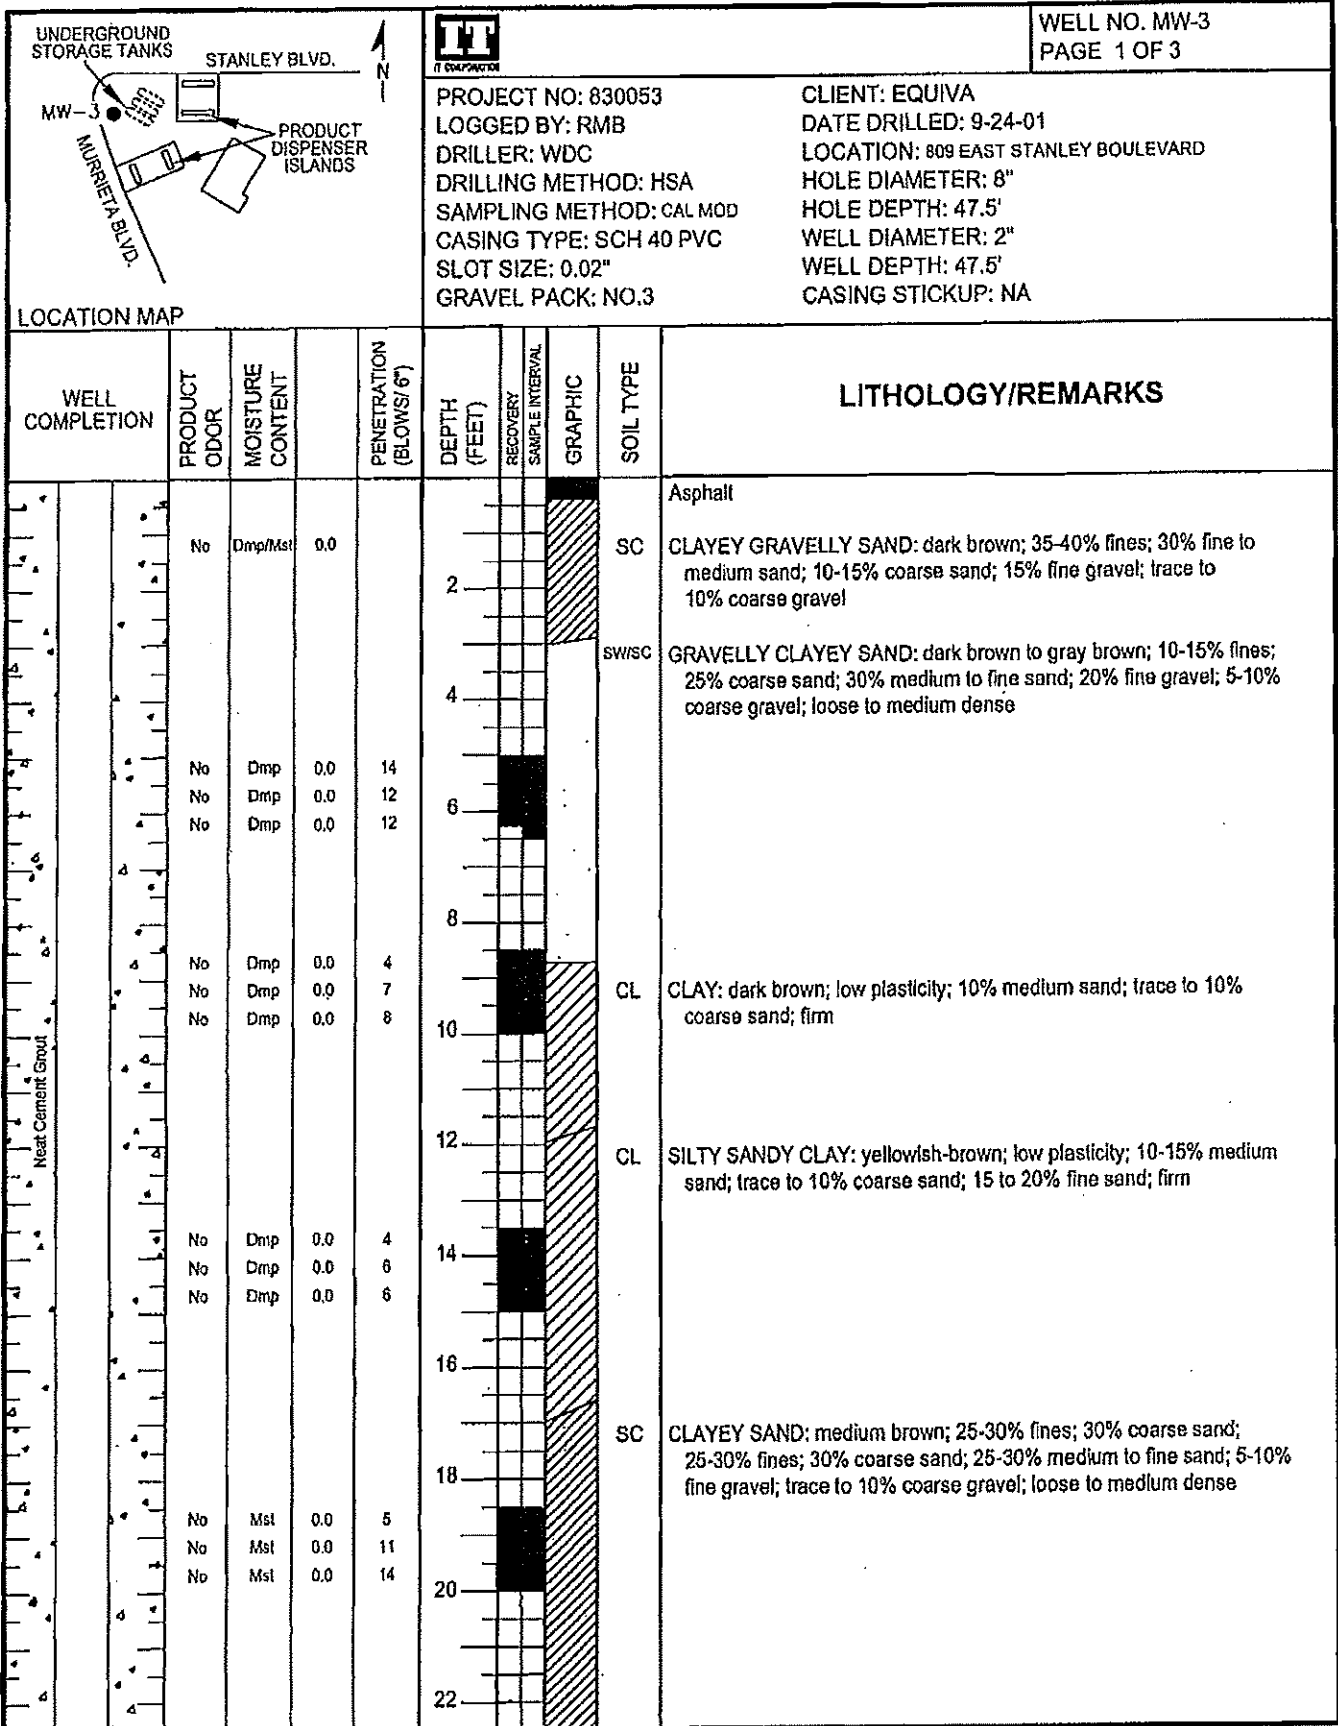 UNDERGROUND
STORAGE TANKS
STANLEY BLVD.
N
MW-3
PRODUCT
DISPENSER
ISLANDS
MURRIETA BLVD.
LOCATION MAP
IT
IT CORPORATION
WELL NO. MW-3
PAGE 1 OF 3
PROJECT NO: 830053
CLIENT: EQUIVA
LOGGED BY: RMB
DATE DRILLED: 9-24-01
DRILLER: WDC
LOCATION: 809 EAST STANLEY BOULEVARD
DRILLING METHOD: HSA
HOLE DIAMETER: 8"
SAMPLING METHOD: CAL MOD
HOLE DEPTH: 47.5'
CASING TYPE: SCH 40 PVC
WELL DIAMETER: 2"
SLOT SIZE: 0.02"
WELL DEPTH: 47.5'
GRAVEL PACK: NO.3
CASING STICKUP: NA
WELL
COMPLETION
PRODUCT
ODOR
MOISTURE
CONTENT
PENETRATION
(BLOWS/ 6")
DEPTH
(FEET)
RECOVERY
SAMPLE INTERVAL
GRAPHIC
SOIL TYPE
LITHOLOGY/REMARKS
Asphalt
No Dmp/Mst 0.0 SC CLAYEY GRAVELLY SAND: dark brown; 35-40% fines; 30% fine to
medium sand; 10-15% coarse sand; 15% fine gravel; trace to
2
10% coarse gravel
SW/SC GRAVELLY CLAYEY SAND: dark brown to gray brown; 10-15% fines;
25% coarse sand; 30% medium to fine sand; 20% fine gravel; 5-10%
4
coarse gravel; loose to medium dense
No Dmp 0.0 14
No Dmp 0.0 12
6
No Dmp 0.0 12
8
No Dmp 0.0 4
No Dmp 0.0 7 CL CLAY: dark brown; low plasticity; 10% medium sand; trace to 10%
No Dmp 0.0 8 coarse sand; firm
10
Neat Cement Grout
12
CL SILTY SANDY CLAY: yellowish-brown; low plasticity; 10-15% medium
sand; trace to 10% coarse sand; 15 to 20% fine sand; firm
No Dmp 0.0 4
14
No Dmp 0.0 6
No Dmp 0.0 6
16
SC CLAYEY SAND: medium brown; 25-30% fines; 30% coarse sand;
25-30% fines; 30% coarse sand; 25-30% medium to fine sand; 5-10%
18
fine gravel; trace to 10% coarse gravel; loose to medium dense
No Mst 0.0 5
No Mst 0.0 11
No Mst 0.0 14
20
22